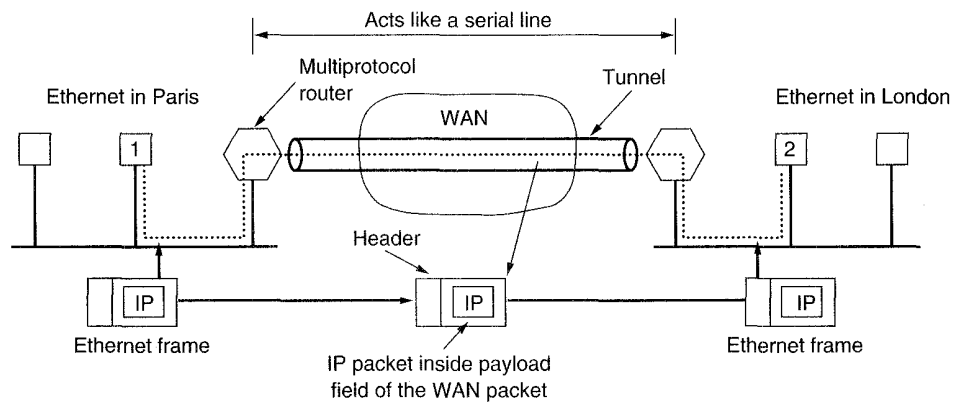 Acts like a serial line
Multiprotocol
router
Tunnel
Ethernet in Paris
WAN
Ethernet in London
1
2
Header
IP
IP
IP
Ethernet frame
Ethernet frame
IP packet inside payload
field of the WAN packet